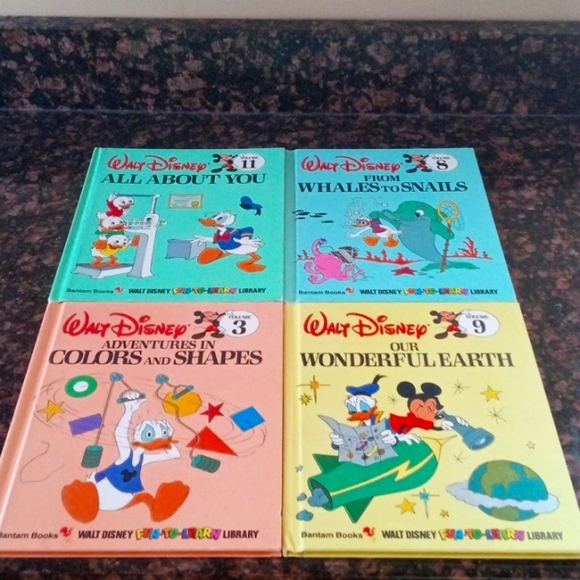 WALT DISNEY VOLUME 11
ALL ABOUT YOU
Bantam Books WALT DISNEY FUN-TO-LEARN LIBRARY
WALT DISNEY VOLUME 8
FROM
WHALES TO SNAILS
Bantam Books WALT DISNEY FUN-TO-LEARN LIBRARY
WALT DISNEY VOLUME 3
ADVENTURES IN
COLORS AND SHAPES
Bantam Books WALT DISNEY FUN-TO-LEARN LIBRARY
WALT DISNEY VOLUME 9
OUR
WONDERFUL EARTH
Bantam Books WALT DISNEY FUN-TO-LEARN LIBRARY